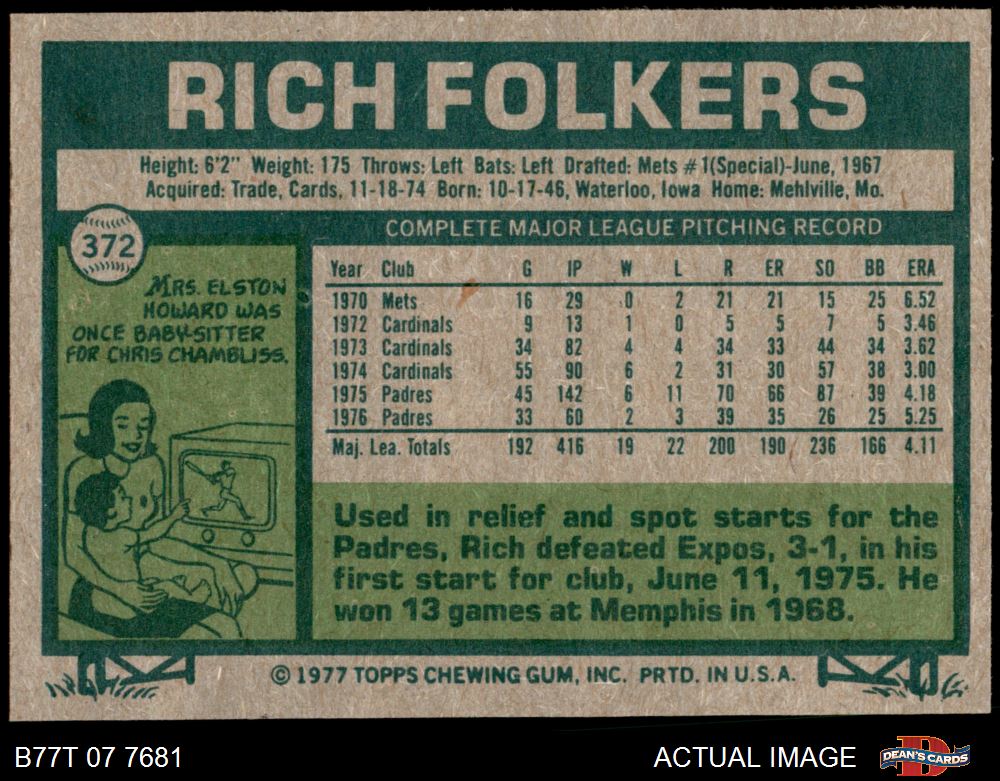 RICH FOLKERS
Height: 6'2" Weight: 175 Throws: Left Bats: Left Drafted: Mets #1(Special)-June, 1967
Acquired: Trade, Cards, 11-18-74 Born: 10-17-46, Waterloo, Iowa Home: Mehlville, Mo.
372
MRS. ELSTON
HOWARD WAS
ONCE BABY-SITTER
FOR CHRIS CHAMBLISS.
COMPLETE MAJOR LEAGUE PITCHING RECORD
Year Club G IP W L R ER SO BB ERA
1970 Mets 16 29 0 2 21 21 15 25 6.52
1972 Cardinals 9 13 1 0 5 5 7 5 3.46
1973 Cardinals 34 82 4 4 34 33 44 34 3.62
1974 Cardinals 55 90 6 2 31 30 57 38 3.00
1975 Padres 45 142 6 11 70 66 87 39 4.18
1976 Padres 33 60 2 3 39 35 26 25 5.25
Maj. Lea. Totals 192 416 19 22 200 190 236 166 4.11
Used in relief and spot starts for the
Padres, Rich defeated Expos, 3-1, in his
first start for club, June 11, 1975. He
won 13 games at Memphis in 1968.
© 1977 TOPPS CHEWING GUM, INC. PRTD. IN U.S.A.
B77T 07 7681
ACTUAL IMAGE
DEAN'S CARDS